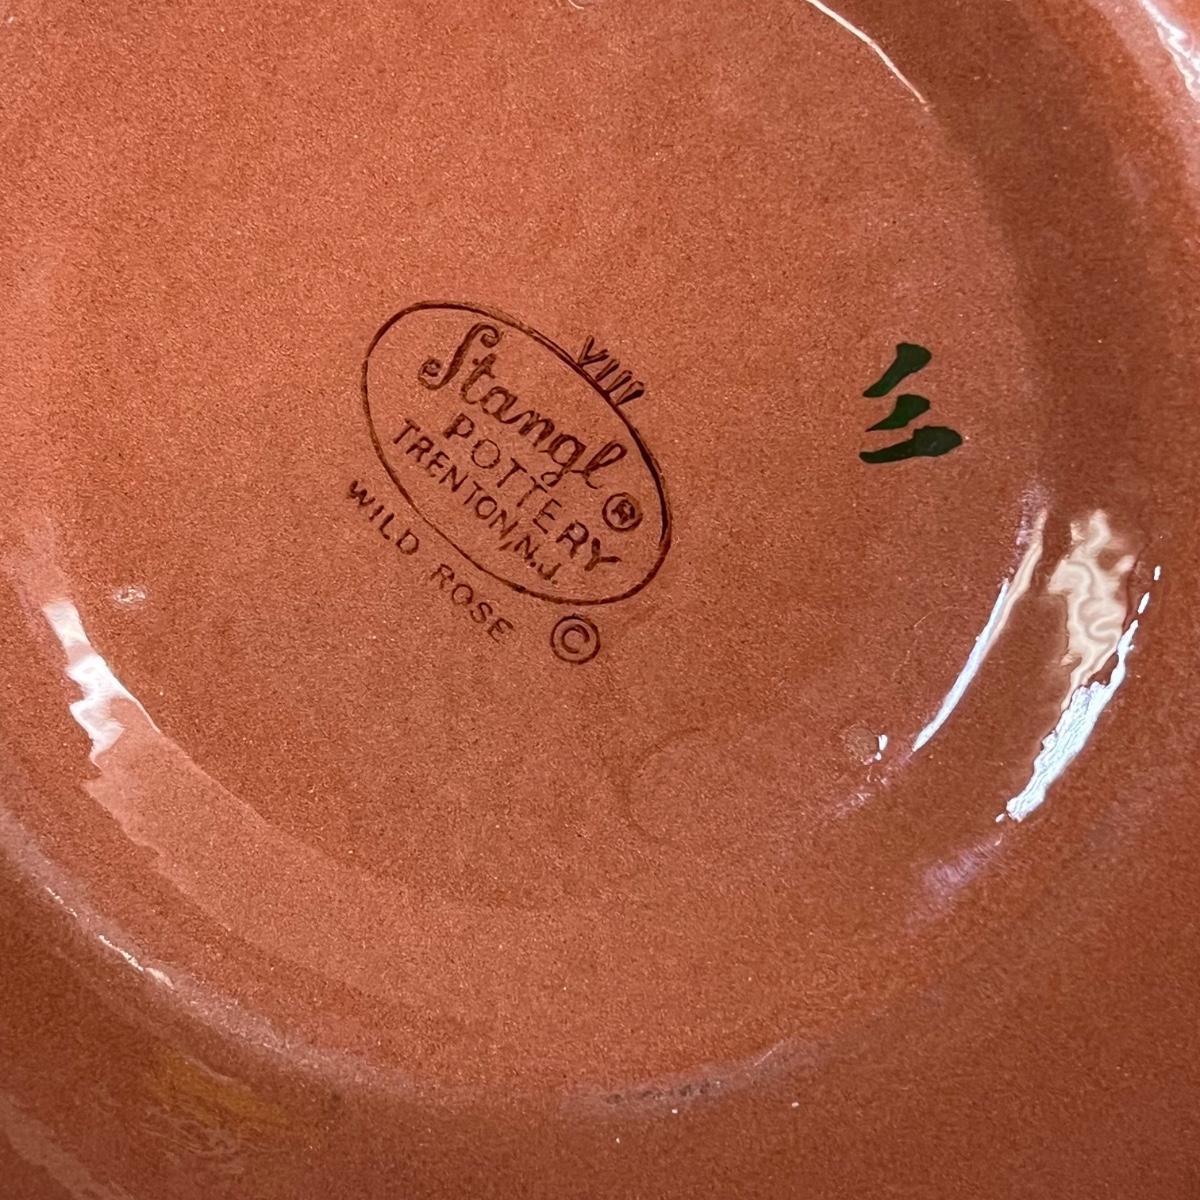 VIII
Stangl ®
POTTERY
TRENTON, N.J.
WILD ROSE ©